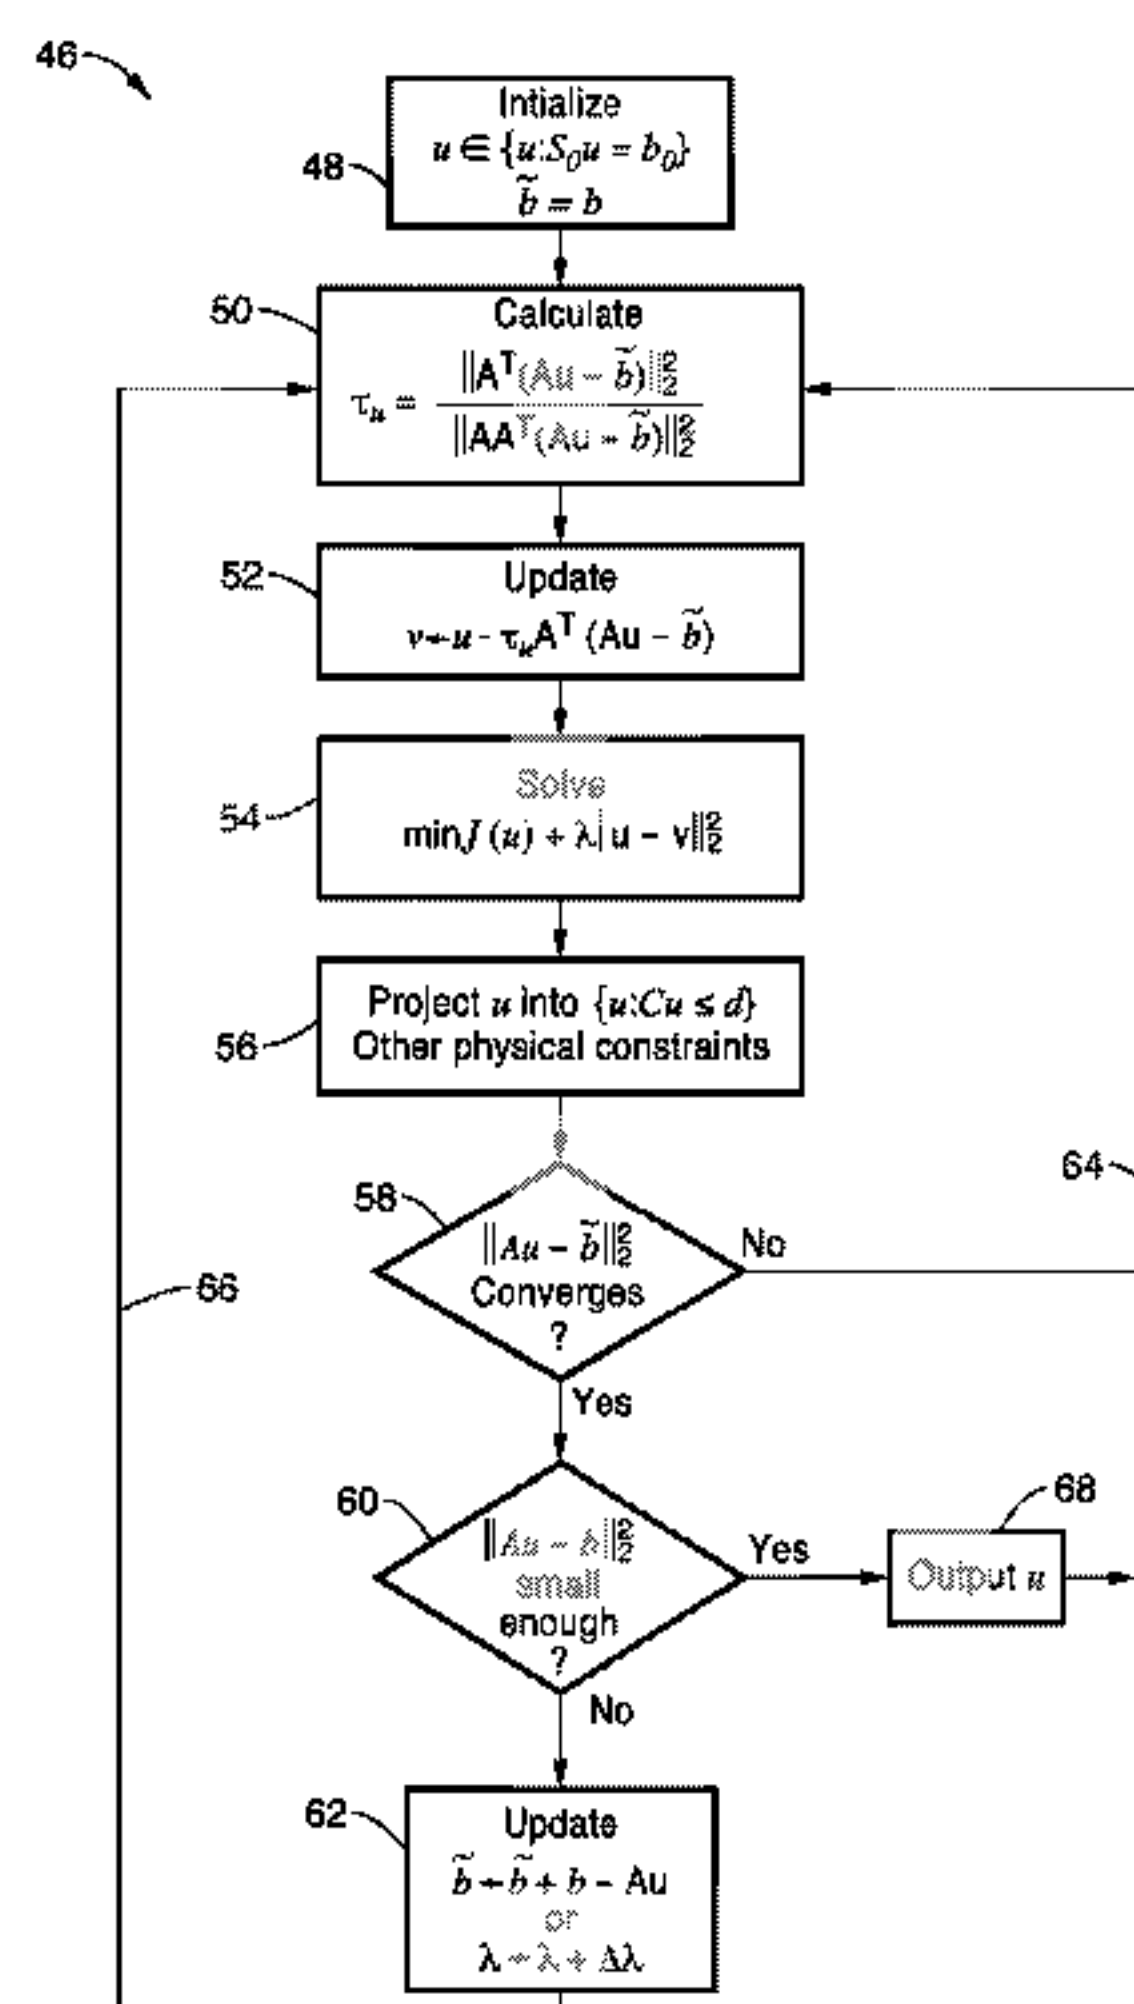 46
Intialize
48
u ∈ {u:S₀u = b₀}
b̃ = b
50
Calculate
τᵤ = ‖Aᵀ(Au – b̃)‖₂² / ‖AAᵀ(Au – b̃)‖₂²
52
Update
v←u - τᵤAᵀ (Au – b̃)
54
Solve
minJ (u) + λ‖u – v‖₂²
56
Project u into {u:Cu ≤ d}
Other physical constraints
58
‖Au – b̃‖₂²
Converges
?
No
64
66
Yes
60
‖Au – b‖₂²
small
enough
?
Yes
68
Output u
No
62
Update
b̃ ← b̃ + b – Au
or
λ ← λ + Δλ